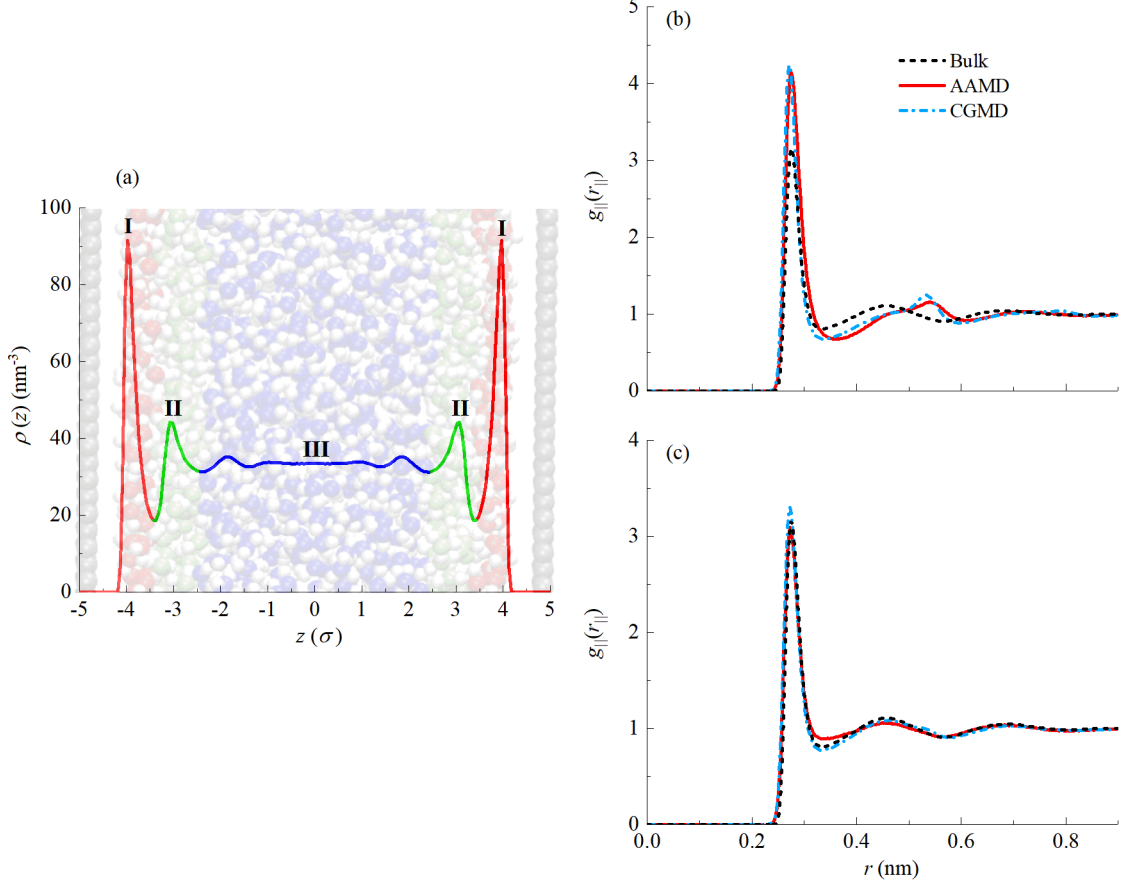 (a)
100
80
60
40
20
0
ρ (z) (nm⁻³)
I I
II II
III
-5 -4 -3 -2 -1 0 1 2 3 4 5
z (σ)
(b)
5
4
3
2
1
0
g||(r||)
Bulk
AAMD
CGMD
(c)
4
3
2
1
0
g||(r||)
0.0 0.2 0.4 0.6 0.8
r (nm)